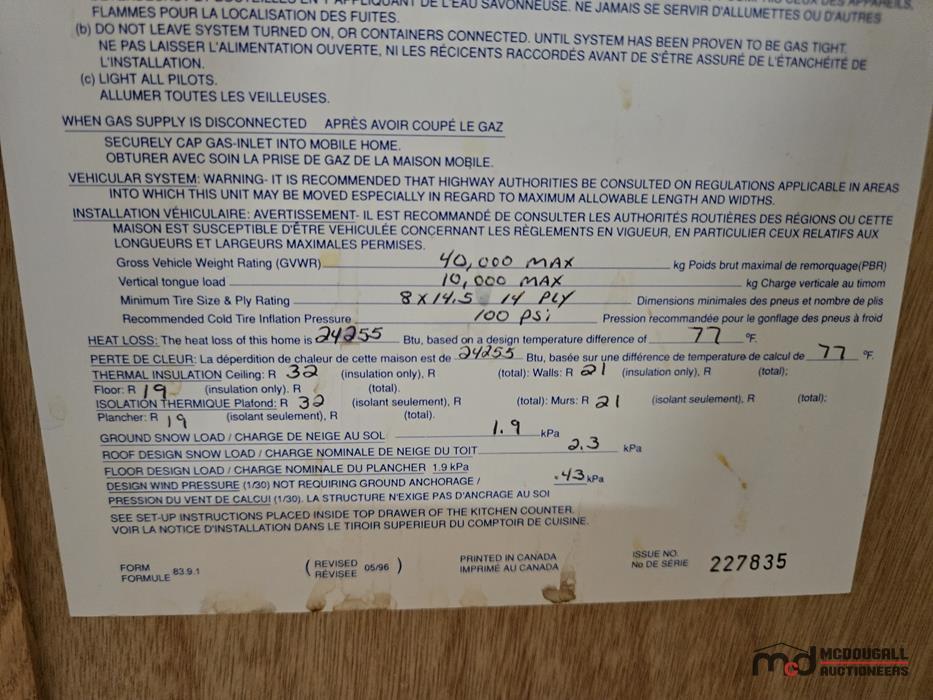 DE L'EAU SAVONNEUSE. NE JAMAIS SE SERVIR D'ALLUMETTES OU D'AUTRES
FLAMMES POUR LA LOCALISATION DES FUITES.
(b) DO NOT LEAVE SYSTEM TURNED ON, OR CONTAINERS CONNECTED. UNTIL SYSTEM HAS BEEN PROVEN TO BE GAS TIGHT.
NE PAS LAISSER L'ALIMENTATION OUVERTE, NI LES RÉCICENTS RACCORDÉS AVANT DE S'ÊTRE ASSURÉ DE L'ÉTANCHÉITÉ DE
L'INSTALLATION.
(c) LIGHT ALL PILOTS.
ALLUMER TOUTES LES VEILLEUSES.
WHEN GAS SUPPLY IS DISCONNECTED APRÈS AVOIR COUPÉ LE GAZ
SECURELY CAP GAS-INLET INTO MOBILE HOME.
OBTURER AVEC SOIN LA PRISE DE GAZ DE LA MAISON MOBILE.
VEHICULAR SYSTEM: WARNING- IT IS RECOMMENDED THAT HIGHWAY AUTHORITIES BE CONSULTED ON REGULATIONS APPLICABLE IN AREAS
INTO WHICH THIS UNIT MAY BE MOVED ESPECIALLY IN REGARD TO MAXIMUM ALLOWABLE LENGTH AND WIDTHS.
INSTALLATION VÉHICULAIRE: AVERTISSEMENT- IL EST RECOMMANDÉ DE CONSULTER LES AUTHORITÉS ROUTIÈRES DES RÉGIONS OU CETTE
MAISON EST SUSCEPTIBLE D'ÊTRE VÉHICULÉE CONÇERNANT LES RÈGLEMENTS EN VIGUEUR, EN PARTICULIER CEUX RELATIFS AUX
LONGUEURS ET LARGEURS MAXIMALES PERMISES.
Gross Vehicle Weight Rating (GVWR) 40,000 MAX kg Poids brut maximal de remorquage(PBR)
Vertical tongue load 10,000 MAX kg Charge verticale au timom
Minimum Tire Size & Ply Rating 8 X 14.5 14 PLY Dimensions minimales des pneus et nombre de plis
Recommended Cold Tire Inflation Pressure 100 PSi Pression recommandée pour le gonflage des pneus à froid
HEAT LOSS: The heat loss of this home is 24255 Btu, based on a design temperature difference of 77 °F.
PERTE DE CLEUR: La déperdition de chaleur de cette maison est de 24255 Btu, basée sur une différence de temperature de calcul de 77 °F.
THERMAL INSULATION Ceiling: R 32 (insulation only), R (total): Walls: R 21 (insulation only), R (total);
Floor: R 19 (insulation only). R (total).
ISOLATION THERMIQUE Plafond: R 32 (isolant seulement), R (total): Murs: R 21 (isolant seulement), R (total);
Plancher: R 19 (isolant seulement), R (total).
GROUND SNOW LOAD / CHARGE DE NEIGE AU SOL 1.9 kPa
ROOF DESIGN SNOW LOAD / CHARGE NOMINALE DE NEIGE DU TOIT 2.3 kPa
FLOOR DESIGN LOAD / CHARGE NOMINALE DU PLANCHER 1.9 kPa
DESIGN WIND PRESSURE (1/30) NOT REQUIRING GROUND ANCHORAGE / .43 kPa
PRESSION DU VENT DE CALCUI (1/30). LA STRUCTURE N'EXIGE PAS D'ANCRAGE AU SOI
SEE SET-UP INSTRUCTIONS PLACED INSIDE TOP DRAWER OF THE KITCHEN COUNTER.
VOIR LA NOTICE D'INSTALLATION DANS LE TIROIR SUPERIEUR DU COMPTOIR DE CUISINE.
FORM
FORMULE 83.9.1
( REVISED
RÉVISÉE 05/96 )
PRINTED IN CANADA
IMPRIMÉ AU CANADA
ISSUE NO.
No DE SÉRIE 227835
mcd MCDOUGALL
AUCTIONEERS